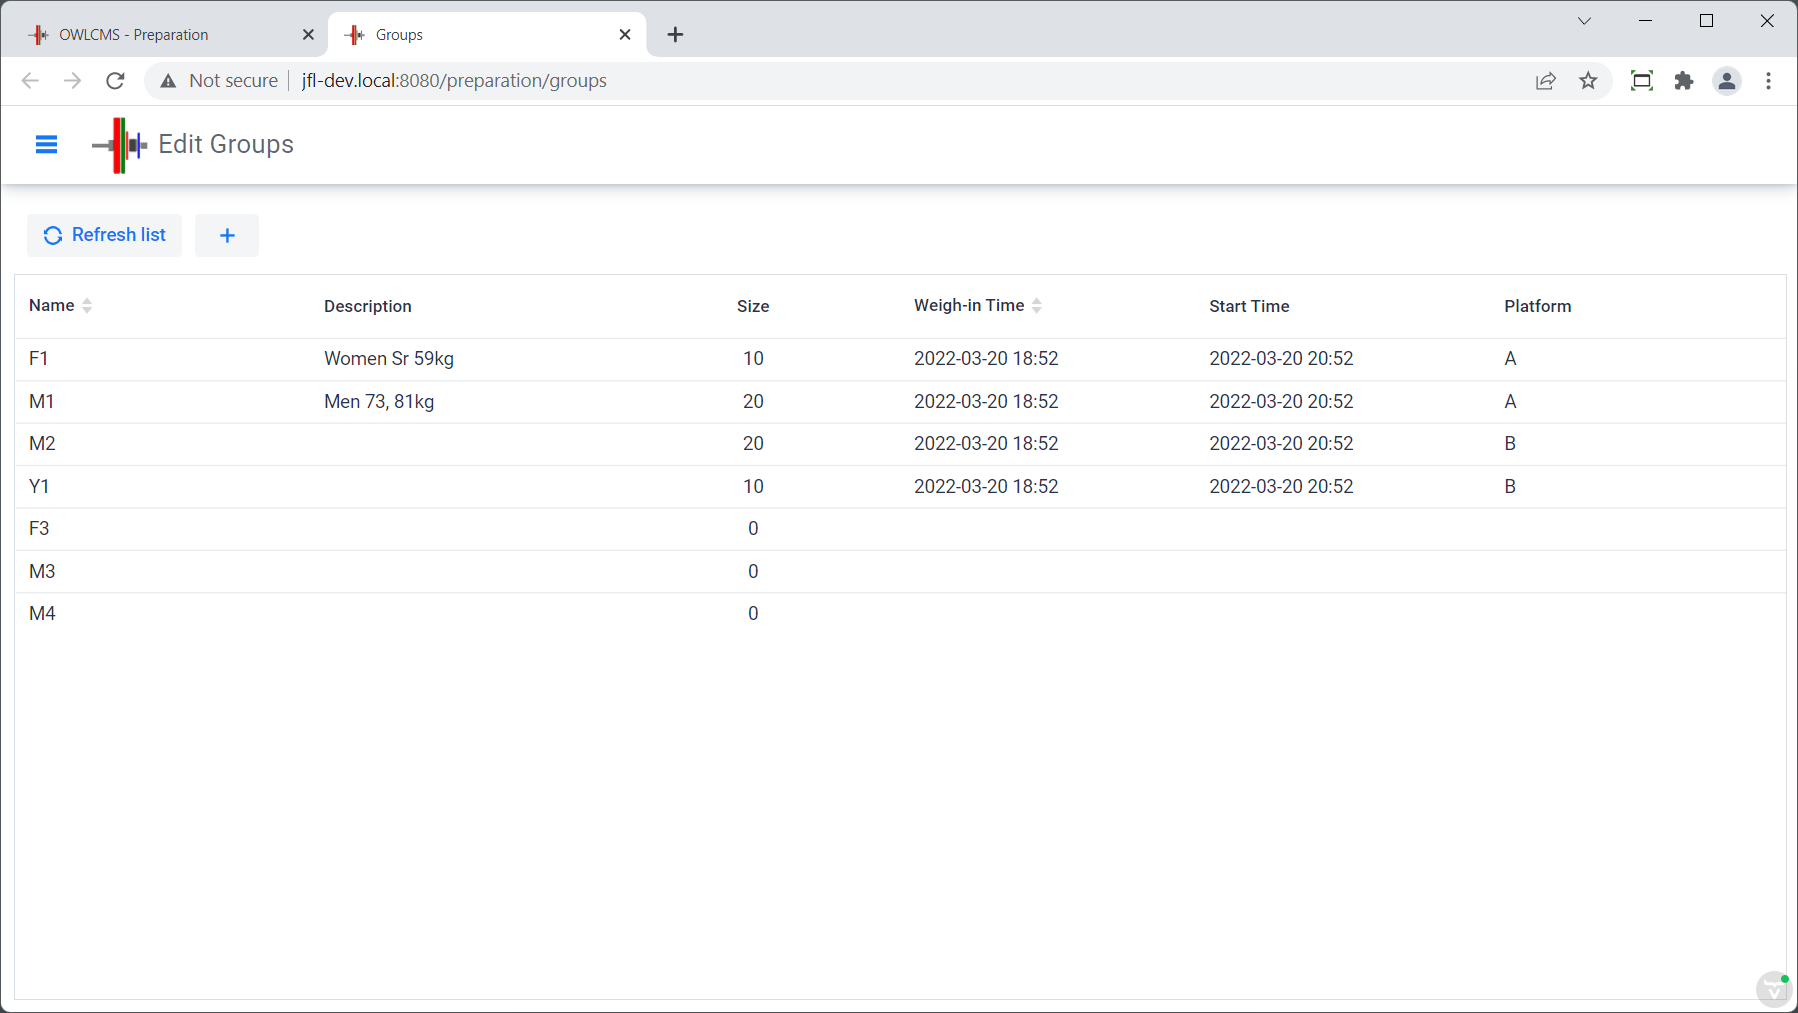 OWLCMS - Preparation
Groups
Not secure
jfl-dev.local:8080/preparation/groups
Edit Groups
Refresh list
+
Name Description Size Weigh-in Time Start Time Platform
F1 Women Sr 59kg 10 2022-03-20 18:52 2022-03-20 20:52 A
M1 Men 73, 81kg 20 2022-03-20 18:52 2022-03-20 20:52 A
M2 20 2022-03-20 18:52 2022-03-20 20:52 B
Y1 10 2022-03-20 18:52 2022-03-20 20:52 B
F3 0
M3 0
M4 0